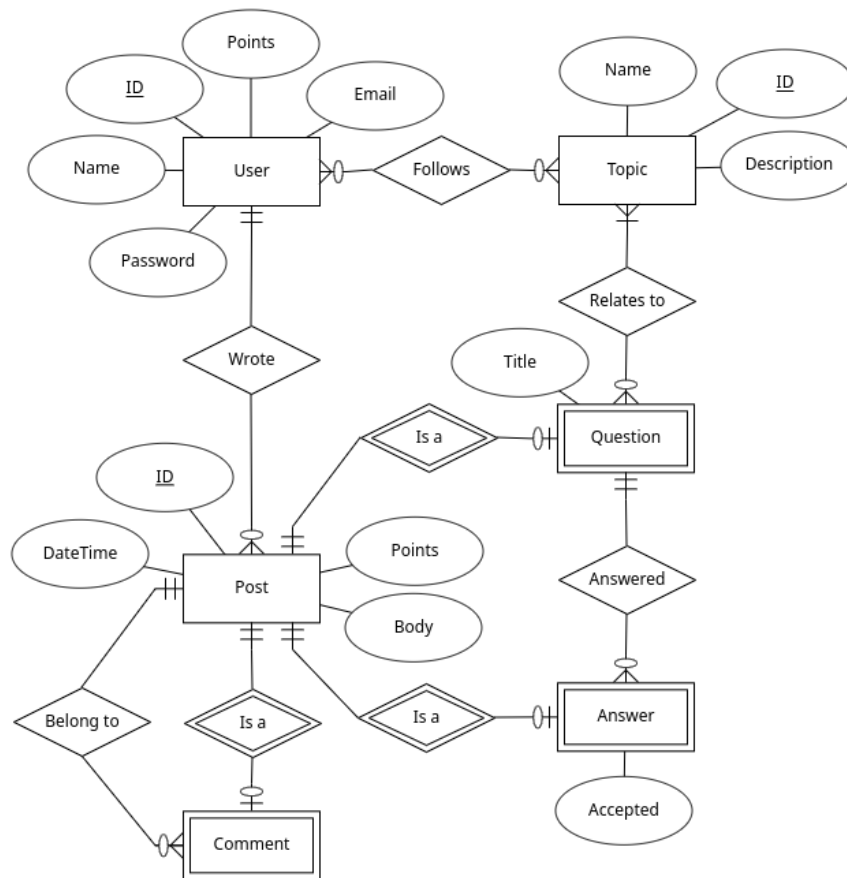 Points
Name
ID
Email
ID
Name
User
Follows
Topic
Description
Password
Relates to
Wrote
Title
Is a
Question
ID
DateTime
Points
Answered
Post
Body
Belong to
Is a
Is a
Answer
Accepted
Comment